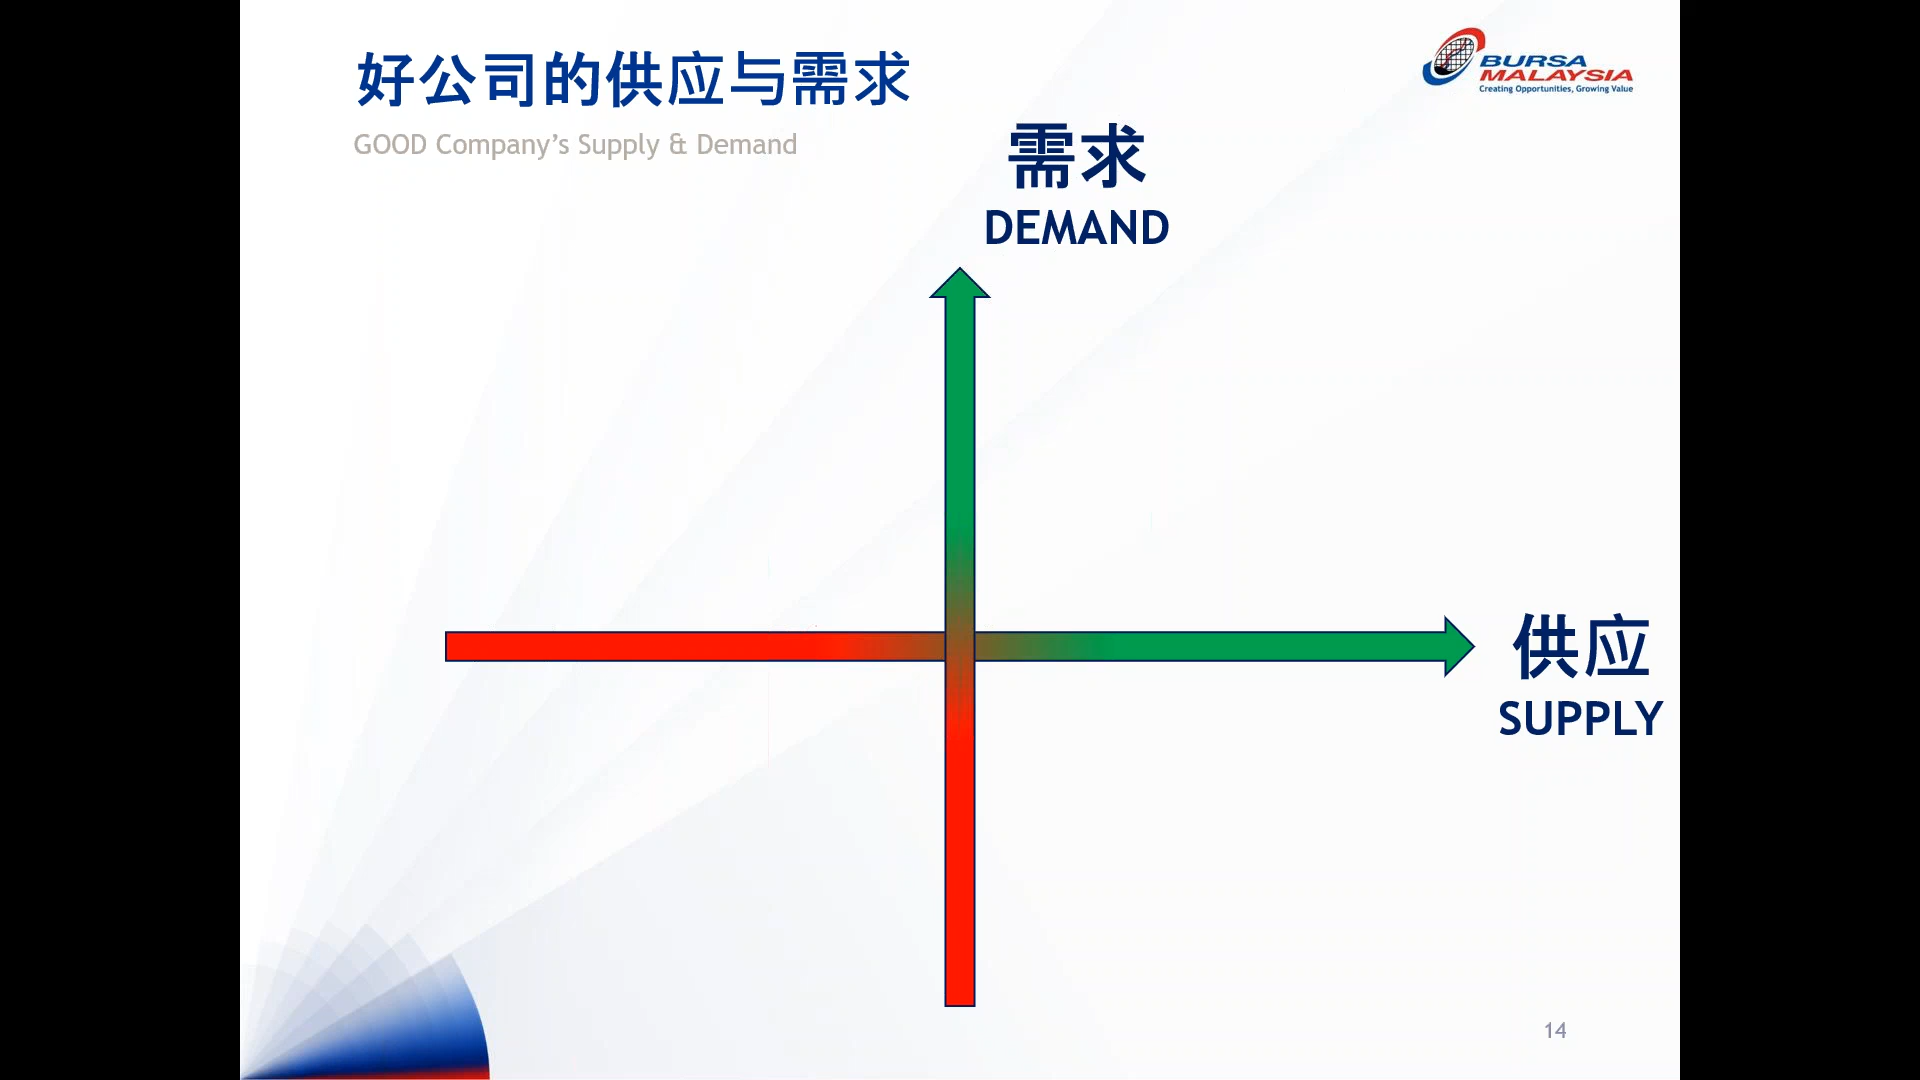 好公司的供应与需求
GOOD Company’s Supply & Demand
BURSA
MALAYSIA
Creating Opportunities, Growing Value
需求
DEMAND
供应
SUPPLY
14